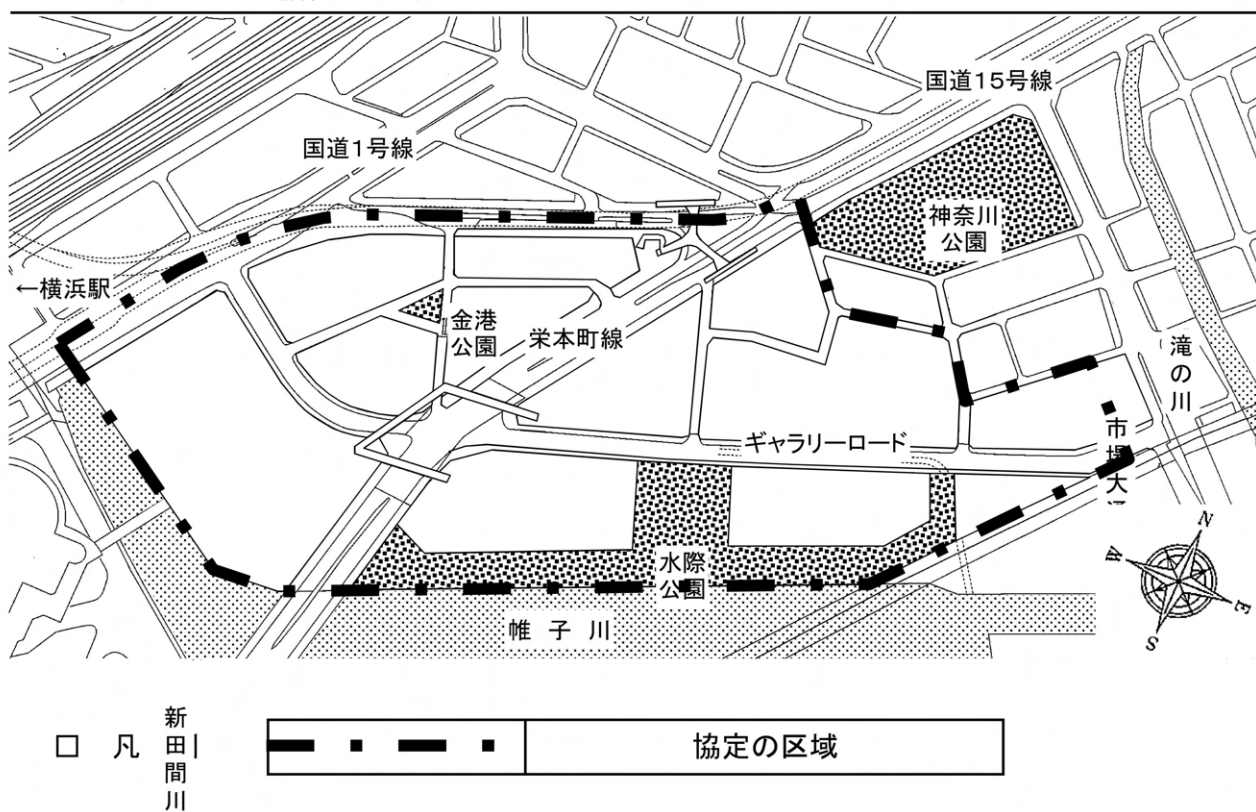 国道15号線
国道1号線
神奈川
公園
←横浜駅
金港
公園
栄本町線
滝の川
ギャラリーロード
市場大
水際
公園
帷子川
N
W
E
S
新田間川
□ 凡
協定の区域